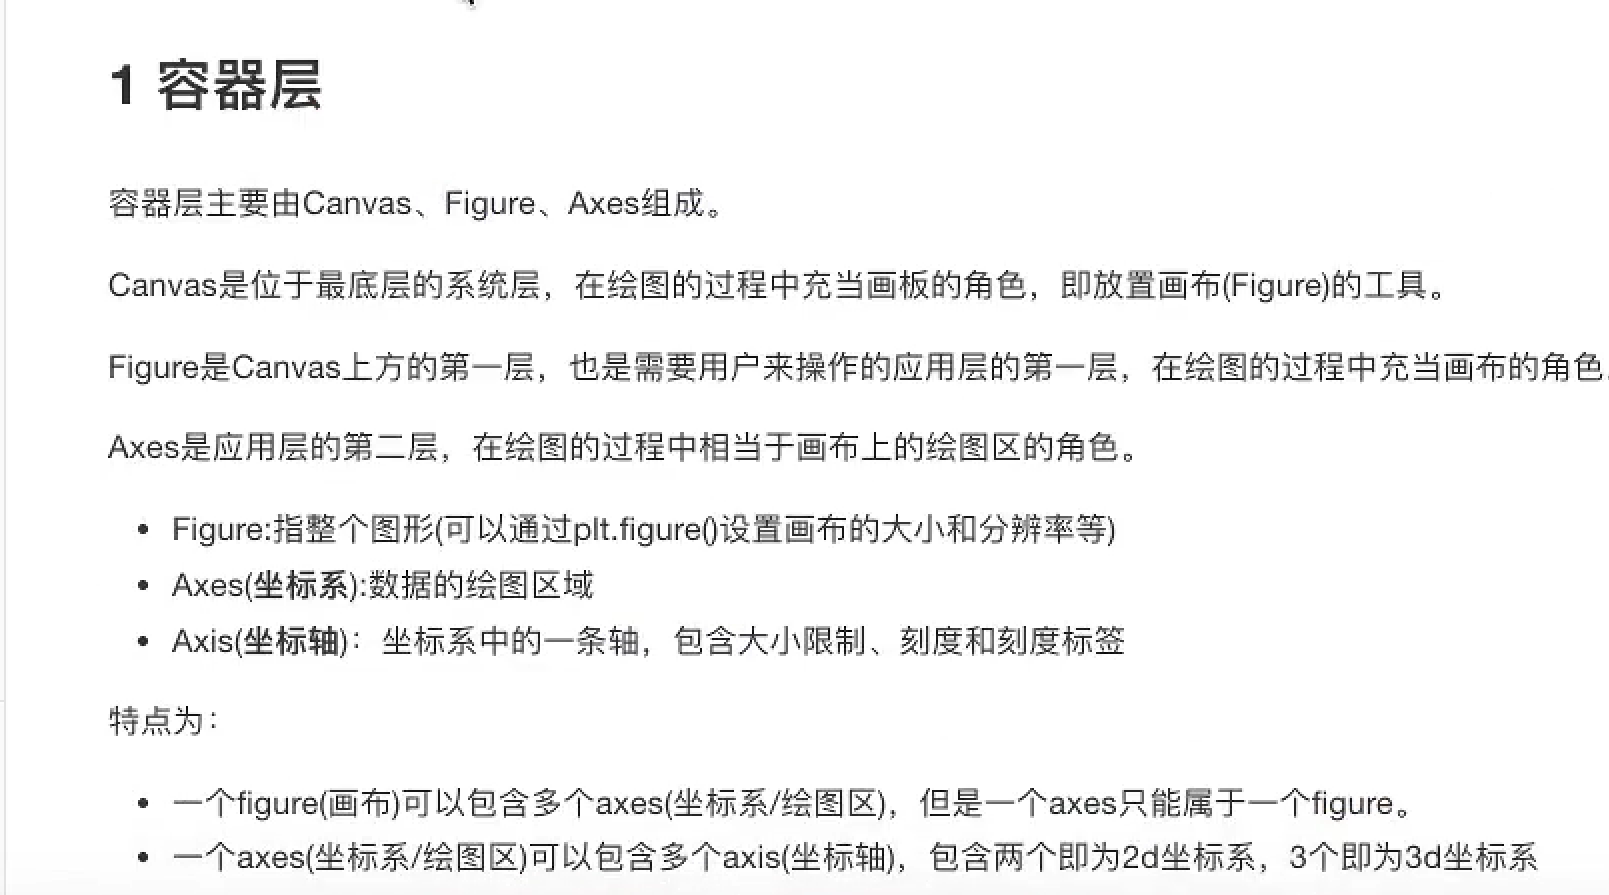 1 容器层
容器层主要由Canvas、Figure、Axes组成。
Canvas是位于最底层的系统层，在绘图的过程中充当画板的角色，即放置画布(Figure)的工具。
Figure是Canvas上方的第一层，也是需要用户来操作的应用层的第一层，在绘图的过程中充当画布的角色
Axes是应用层的第二层，在绘图的过程中相当于画布上的绘图区的角色。
• Figure:指整个图形(可以通过plt.figure()设置画布的大小和分辨率等)
• Axes(坐标系):数据的绘图区域
• Axis(坐标轴)：坐标系中的一条轴，包含大小限制、刻度和刻度标签
特点为：
• 一个figure(画布)可以包含多个axes(坐标系/绘图区)，但是一个axes只能属于一个figure。
• 一个axes(坐标系/绘图区)可以包含多个axis(坐标轴)，包含两个即为2d坐标系，3个即为3d坐标系